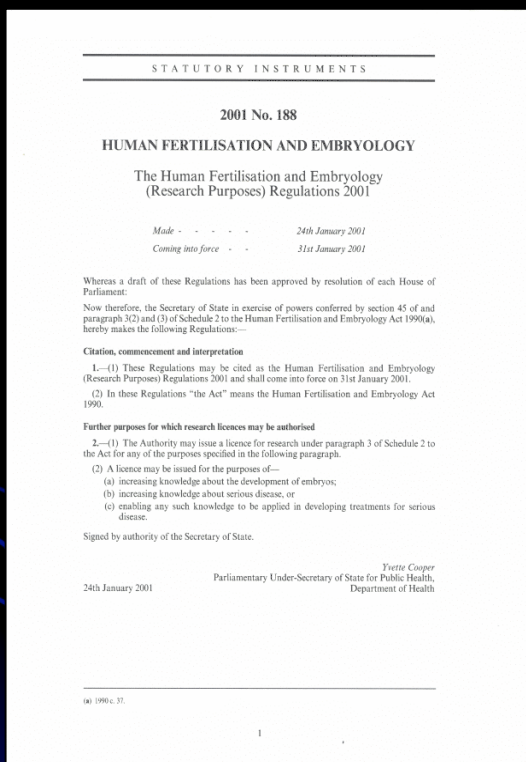 STATUTORY INSTRUMENTS
2001 No. 188
HUMAN FERTILISATION AND EMBRYOLOGY
The Human Fertilisation and Embryology
(Research Purposes) Regulations 2001
Made - - - - - 24th January 2001
Coming into force - - 31st January 2001
Whereas a draft of these Regulations has been approved by resolution of each House of
Parliament:
Now therefore, the Secretary of State in exercise of powers conferred by section 45 of and
paragraph 3(2) and (3) of Schedule 2 to the Human Fertilisation and Embryology Act 1990(a),
hereby makes the following Regulations:—
Citation, commencement and interpretation
1.—(1) These Regulations may be cited as the Human Fertilisation and Embryology
(Research Purposes) Regulations 2001 and shall come into force on 31st January 2001.
(2) In these Regulations “the Act” means the Human Fertilisation and Embryology Act
1990.
Further purposes for which research licences may be authorised
2.—(1) The Authority may issue a licence for research under paragraph 3 of Schedule 2 to
the Act for any of the purposes specified in the following paragraph.
(2) A licence may be issued for the purposes of—
(a) increasing knowledge about the development of embryos;
(b) increasing knowledge about serious disease, or
(c) enabling any such knowledge to be applied in developing treatments for serious
disease.
Signed by authority of the Secretary of State.
Yvette Cooper
Parliamentary Under-Secretary of State for Public Health,
24th January 2001 Department of Health
(a) 1990 c. 37.
1